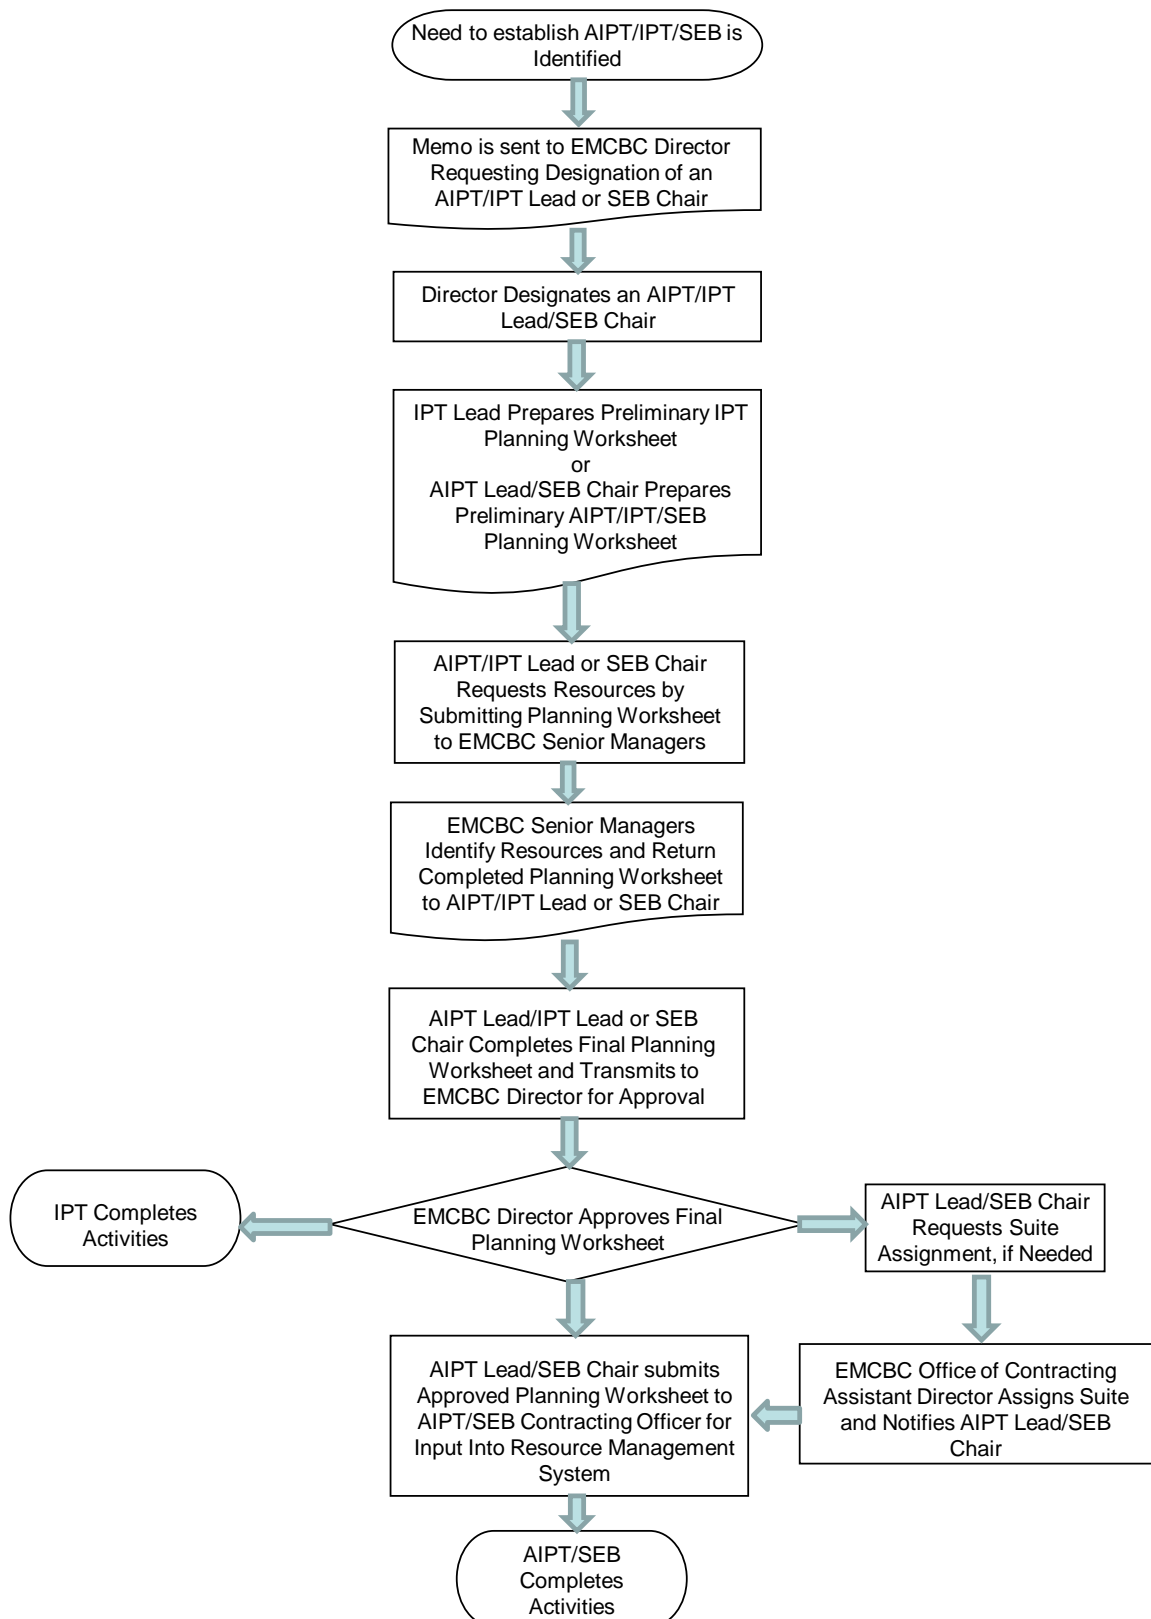 Need to establish AIPT/IPT/SEB is
Identified
Memo is sent to EMCBC Director
Requesting Designation of an
AIPT/IPT Lead or SEB Chair
Director Designates an AIPT/IPT
Lead/SEB Chair
IPT Lead Prepares Preliminary IPT
Planning Worksheet
or
AIPT Lead/SEB Chair Prepares
Preliminary AIPT/IPT/SEB
Planning Worksheet
AIPT/IPT Lead or SEB Chair
Requests Resources by
Submitting Planning Worksheet
to EMCBC Senior Managers
EMCBC Senior Managers
Identify Resources and Return
Completed Planning Worksheet
to AIPT/IPT Lead or SEB Chair
AIPT Lead/IPT Lead or SEB
Chair Completes Final Planning
Worksheet and Transmits to
EMCBC Director for Approval
IPT Completes
Activities
EMCBC Director Approves Final
Planning Worksheet
AIPT Lead/SEB Chair
Requests Suite
Assignment, if Needed
AIPT Lead/SEB Chair submits
Approved Planning Worksheet to
AIPT/SEB Contracting Officer for
Input Into Resource Management
System
EMCBC Office of Contracting
Assistant Director Assigns Suite
and Notifies AIPT Lead/SEB
Chair
AIPT/SEB
Completes
Activities